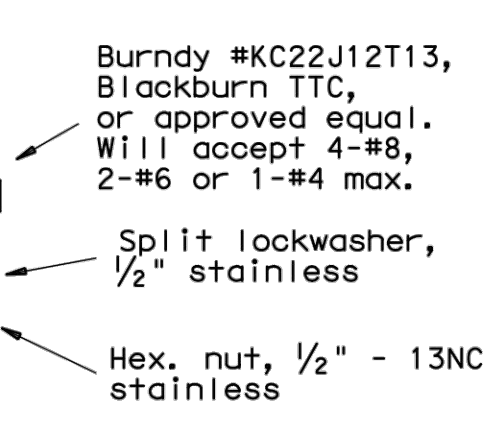 Burndy #KC22J12T13,
Blackburn TTC,
or approved equal.
Will accept 4-#8,
2-#6 or 1-#4 max.
Split lockwasher,
1/2" stainless
Hex. nut, 1/2" - 13NC
stainless